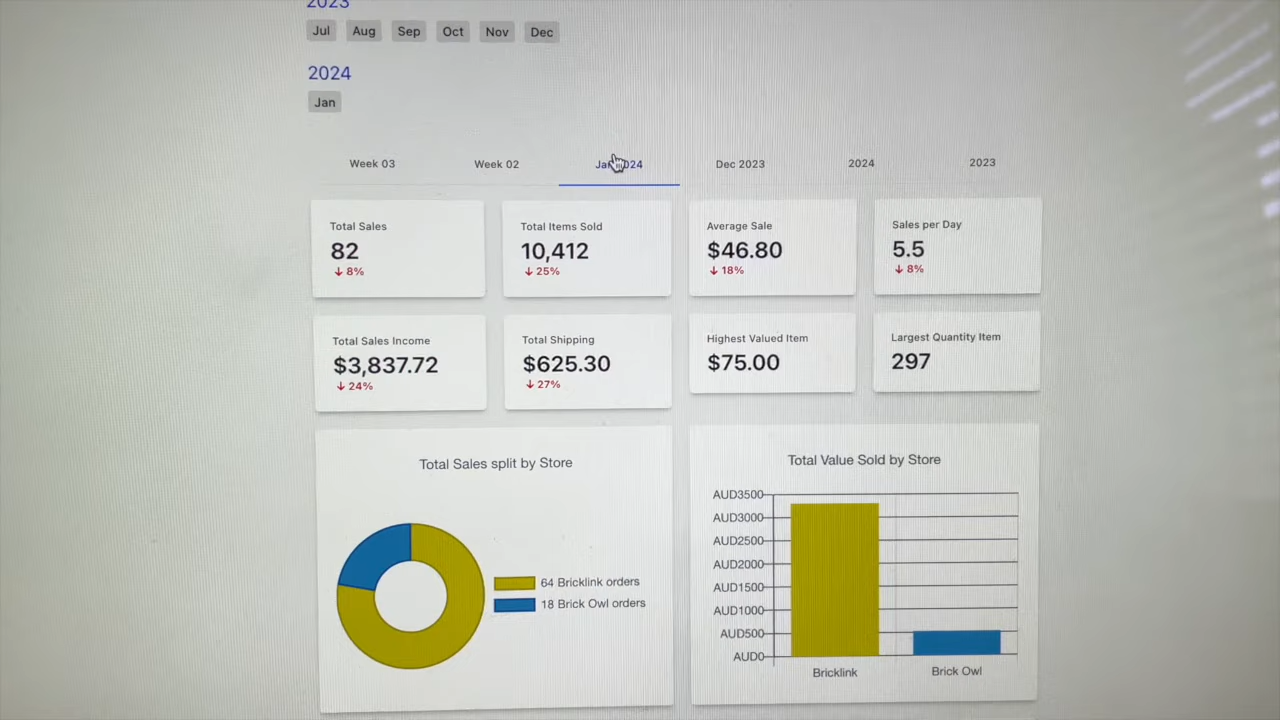 2023
Jul Aug Sep Oct Nov Dec
2024
Jan
Week 03 Week 02 Jan 2024 Dec 2023 2024 2023
Total Sales
82
↓ 8%
Total Items Sold
10,412
↓ 25%
Average Sale
$46.80
↓ 18%
Sales per Day
5.5
↓ 8%
Total Sales Income
$3,837.72
↓ 24%
Total Shipping
$625.30
↓ 27%
Highest Valued Item
$75.00
Largest Quantity Item
297
Total Sales split by Store
64 Bricklink orders
18 Brick Owl orders
Total Value Sold by Store
AUD3500
AUD3000
AUD2500
AUD2000
AUD1500
AUD1000
AUD500
AUD0
Bricklink Brick Owl